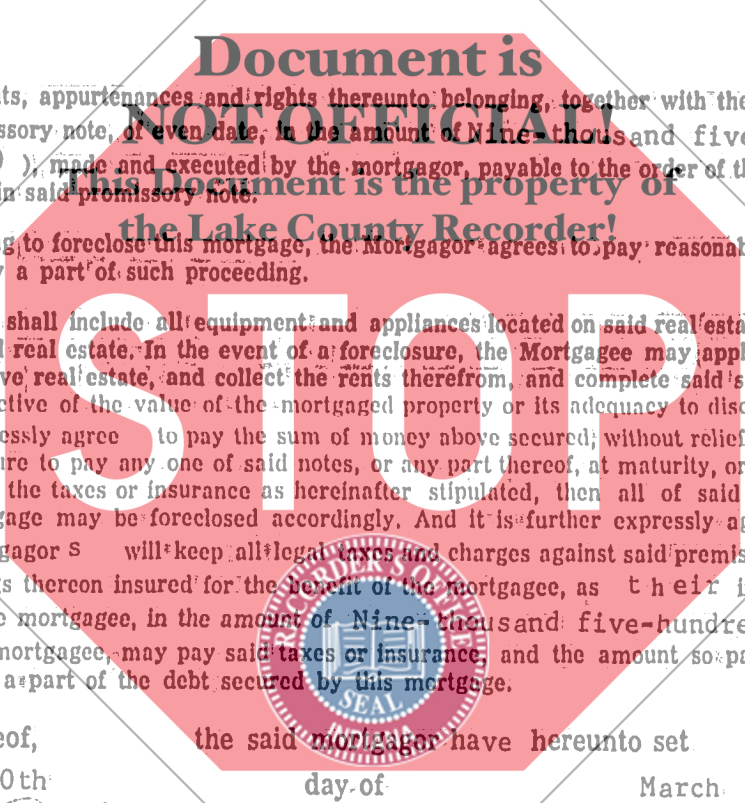 Document is
ts, appurtenances and rights thereunto belonging, together with the
NOT OFFICIAL!
ssory note, of even date, in the amount of Nine-thousand five
) ), made and executed by the mortgagor, payable to the order of th
This Document is the property of
in said promissory note.
the Lake County Recorder!
g to foreclose this mortgage, the Mortgagor agrees to pay reasonab
a part of such proceeding.
shall include all equipment and appliances located on said real esta
real estate. In the event of a foreclosure, the Mortgagee may appl
ve real estate, and collect the rents therefrom, and complete said s
STOP
ctive of the value of the mortgaged property or its adequacy to disc
essly agree to pay the sum of money above secured, without relief
ure to pay any one of said notes, or any part thereof, at maturity, or
the taxes or insurance as hereinafter stipulated, then all of said
gage may be foreclosed accordingly. And it is further expressly ag
gagor s will keep all legal taxes and charges against said premis
s thereon insured for the benefit of the mortgagee, as their i
e mortgagee, in the amount of Nine-thousand five-hundre
mortgagee, may pay said taxes or insurance, and the amount so pa
a part of the debt secured by this mortgage.
RECORDER'S OFFICE
SEAL
INDIANA
eof, the said mortgagor have hereunto set
0th day of March